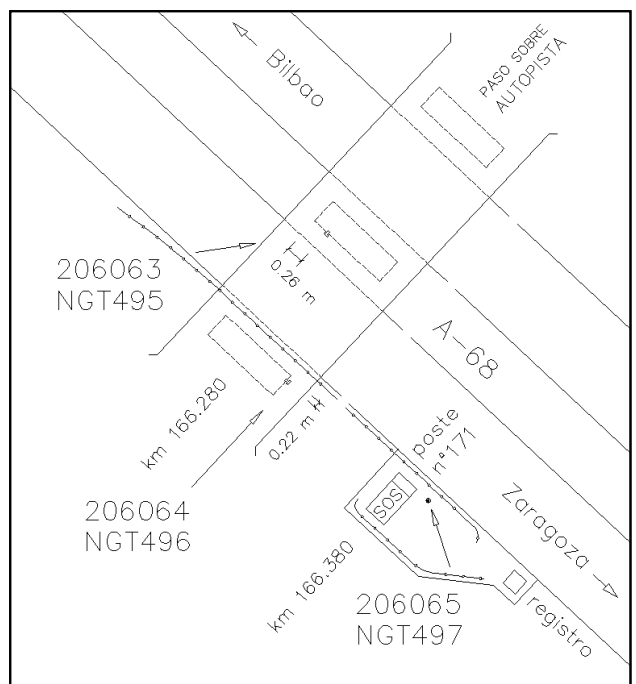 Bilbao
PASO SOBRE
AUTOPISTA
206063
NGT495
0.26 m
A-68
km 166.280
0.22 m
poste
nº171
SOS
206064
NGT496
Zaragoza
km 166.380
206065
NGT497
registro